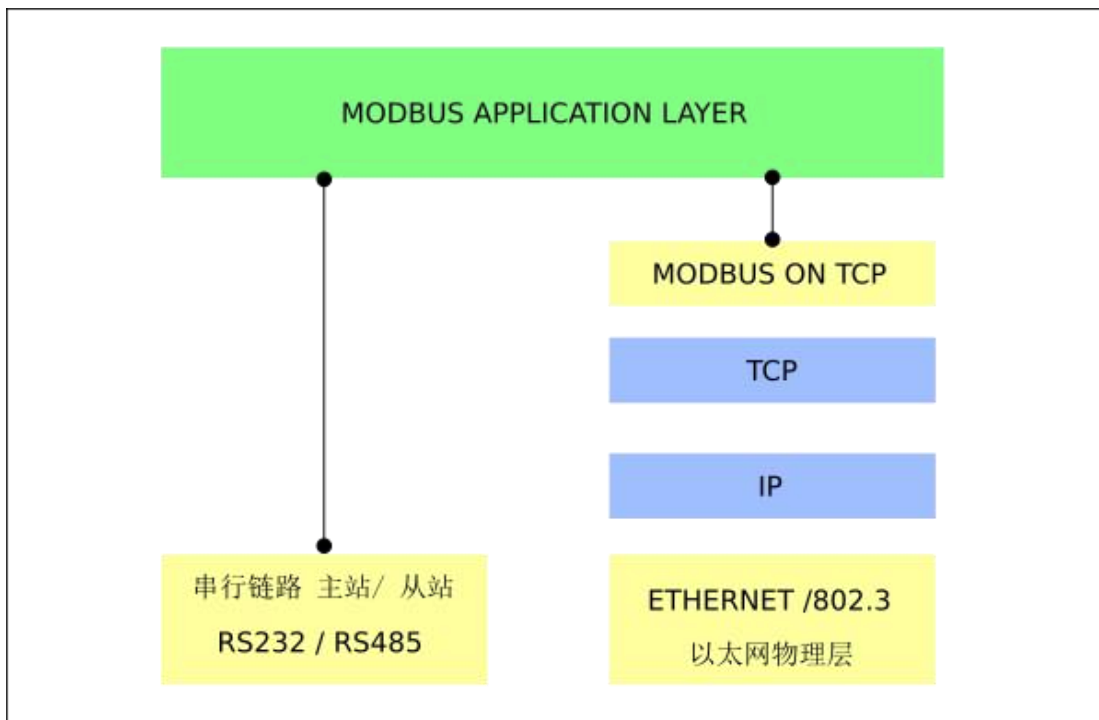 MODBUS APPLICATION LAYER
MODBUS ON TCP
TCP
IP
串行链路 主站/ 从站
RS232 / RS485
ETHERNET /802.3
以太网物理层